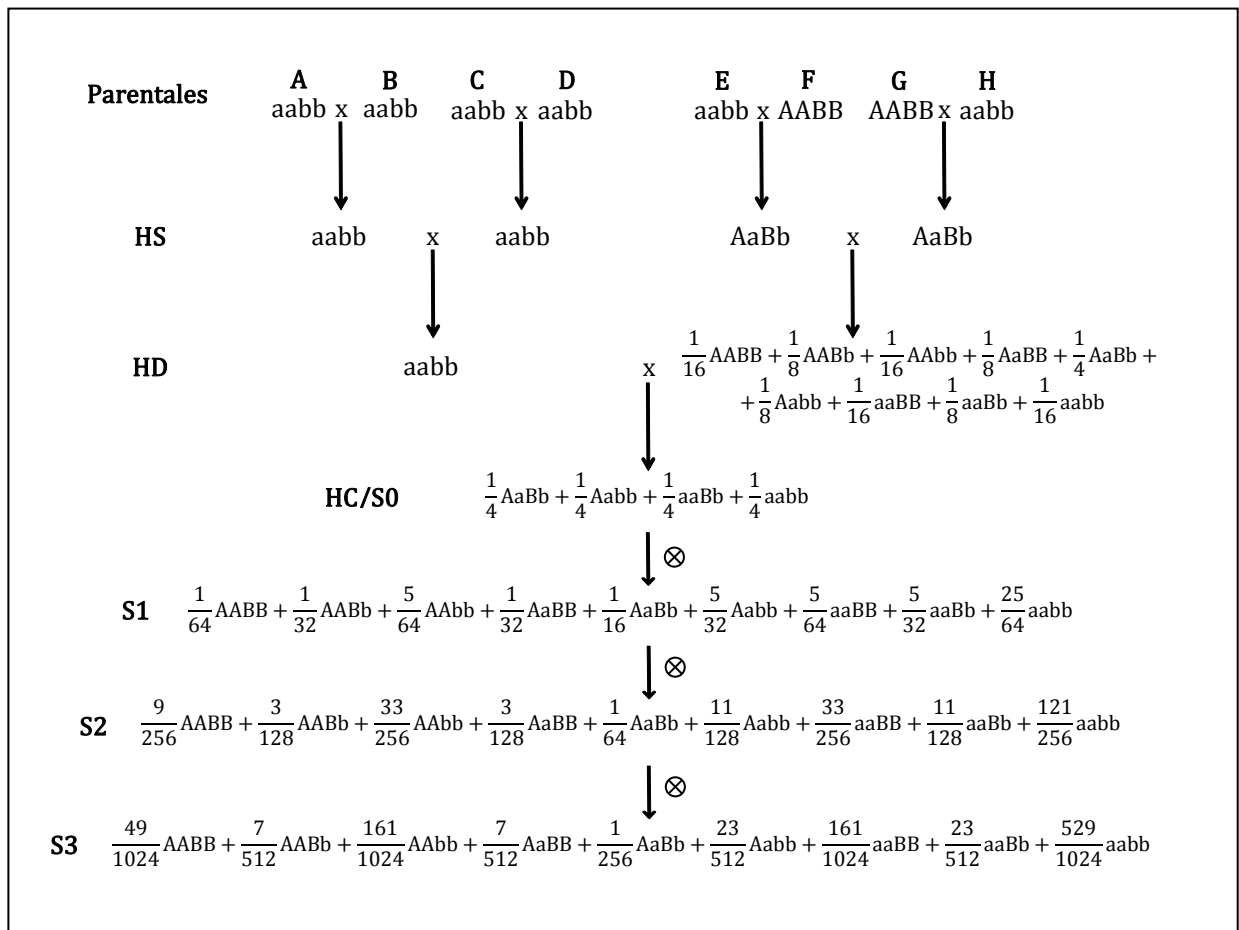 A B C D E F G H
Parentales aabb x aabb aabb x aabb aabb x AABB AABB x aabb
HS aabb x aabb AaBb x AaBb
HD aabb x 1/16 AABB + 1/8 AABb + 1/16 AAbb + 1/8 AaBB + 1/4 AaBb +
+ 1/8 Aabb + 1/16 aaBB + 1/8 aaBb + 1/16 aabb
HC/S0 1/4 AaBb + 1/4 Aabb + 1/4 aaBb + 1/4 aabb
⊗
S1 1/64 AABB + 1/32 AABb + 5/64 AAbb + 1/32 AaBB + 1/16 AaBb + 5/32 Aabb + 5/64 aaBB + 5/32 aaBb + 25/64 aabb
⊗
S2 9/256 AABB + 3/128 AABb + 33/256 AAbb + 3/128 AaBB + 1/64 AaBb + 11/128 Aabb + 33/256 aaBB + 11/128 aaBb + 121/256 aabb
⊗
S3 49/1024 AABB + 7/512 AABb + 161/1024 AAbb + 7/512 AaBB + 1/256 AaBb + 23/512 Aabb + 161/1024 aaBB + 23/512 aaBb + 529/1024 aabb